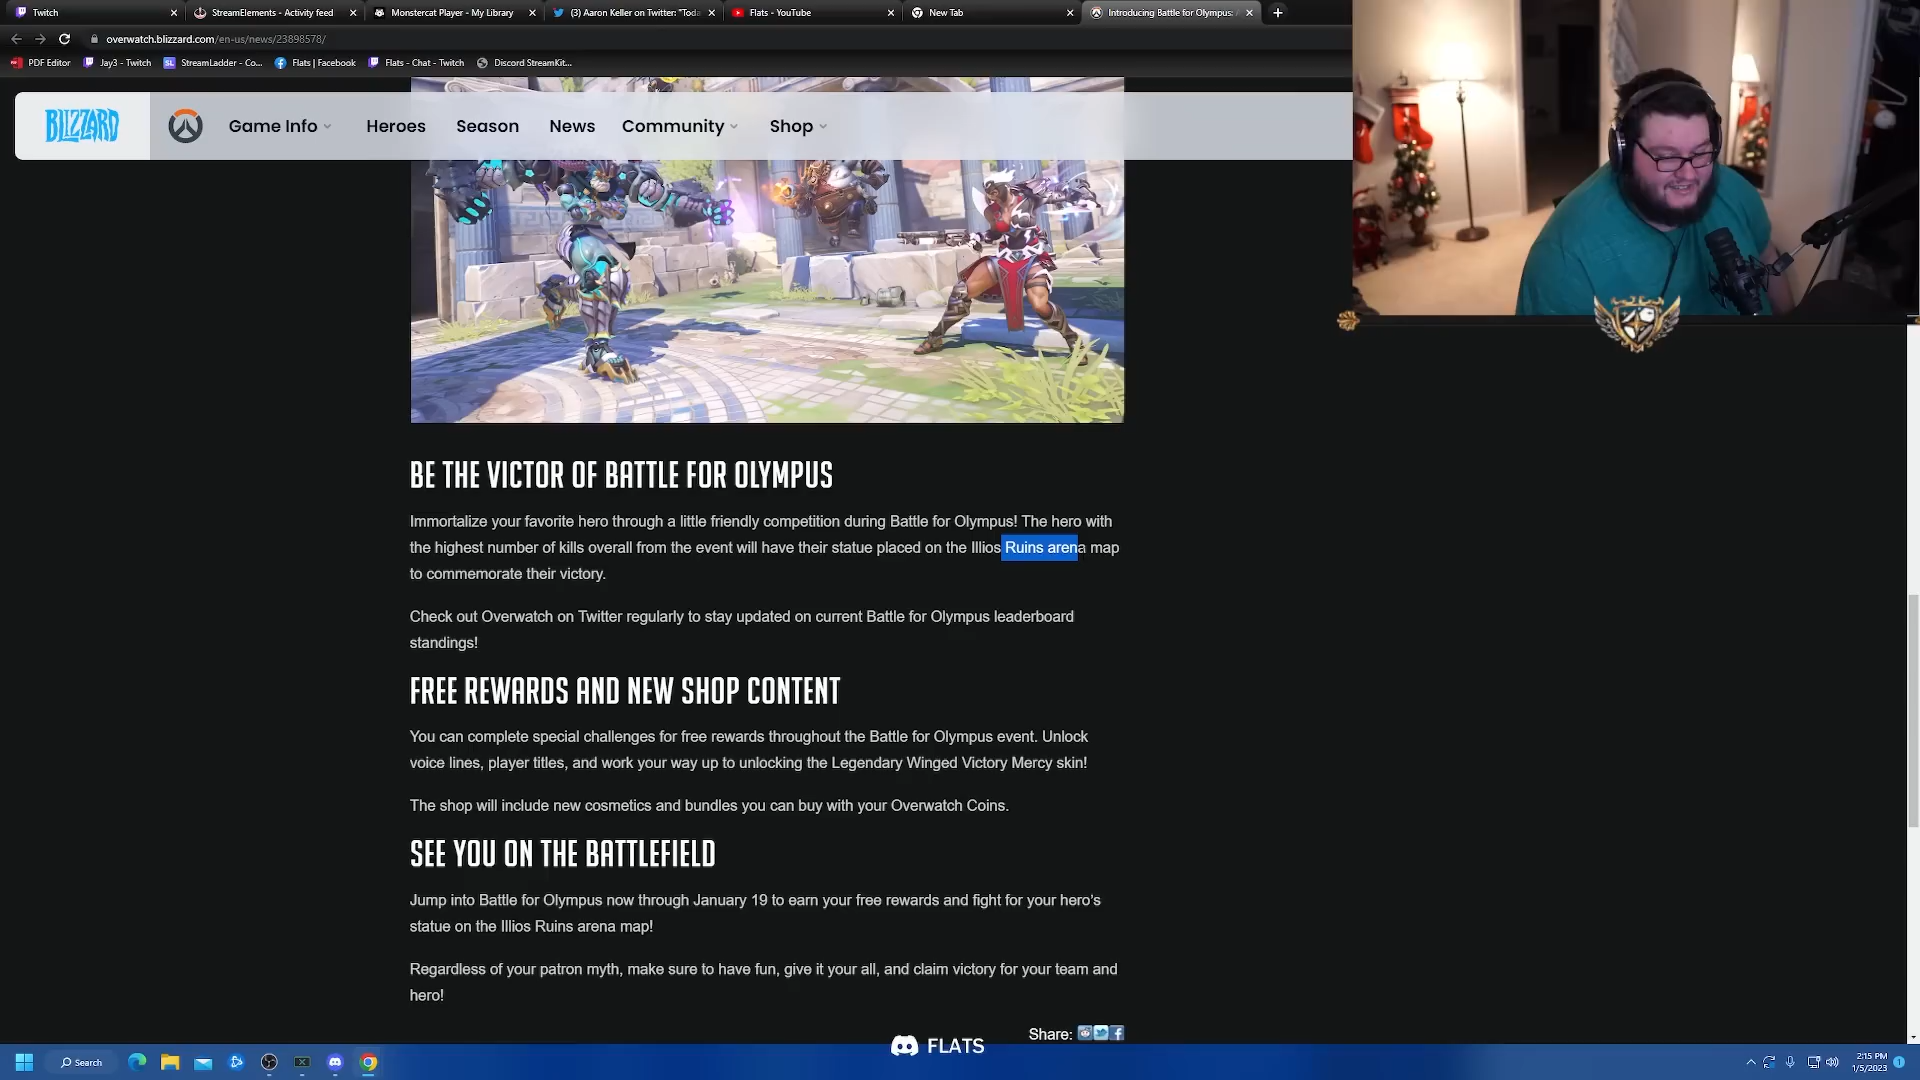 Twitch
StreamElements - Activity feed
Monstercat Player - My Library
(3) Aaron Keller on Twitter: "Toda
Flats - YouTube
New Tab
Introducing Battle for Olympus:
overwatch.blizzard.com/en-us/news/23898578/
PDF Editor
Jay3 - Twitch
StreamLadder - Co...
Flats | Facebook
Flats - Chat - Twitch
Discord StreamKit...
BLIZZARD
Game Info
Heroes
Season
News
Community
Shop
BE THE VICTOR OF BATTLE FOR OLYMPUS
Immortalize your favorite hero through a little friendly competition during Battle for Olympus! The hero with
the highest number of kills overall from the event will have their statue placed on the Illios Ruins arena map
to commemorate their victory.
Check out Overwatch on Twitter regularly to stay updated on current Battle for Olympus leaderboard
standings!
FREE REWARDS AND NEW SHOP CONTENT
You can complete special challenges for free rewards throughout the Battle for Olympus event. Unlock
voice lines, player titles, and work your way up to unlocking the Legendary Winged Victory Mercy skin!
The shop will include new cosmetics and bundles you can buy with your Overwatch Coins.
SEE YOU ON THE BATTLEFIELD
Jump into Battle for Olympus now through January 19 to earn your free rewards and fight for your hero's
statue on the Illios Ruins arena map!
Regardless of your patron myth, make sure to have fun, give it your all, and claim victory for your team and
hero!
Share:
FLATS
Search
2:15 PM
1/5/2023